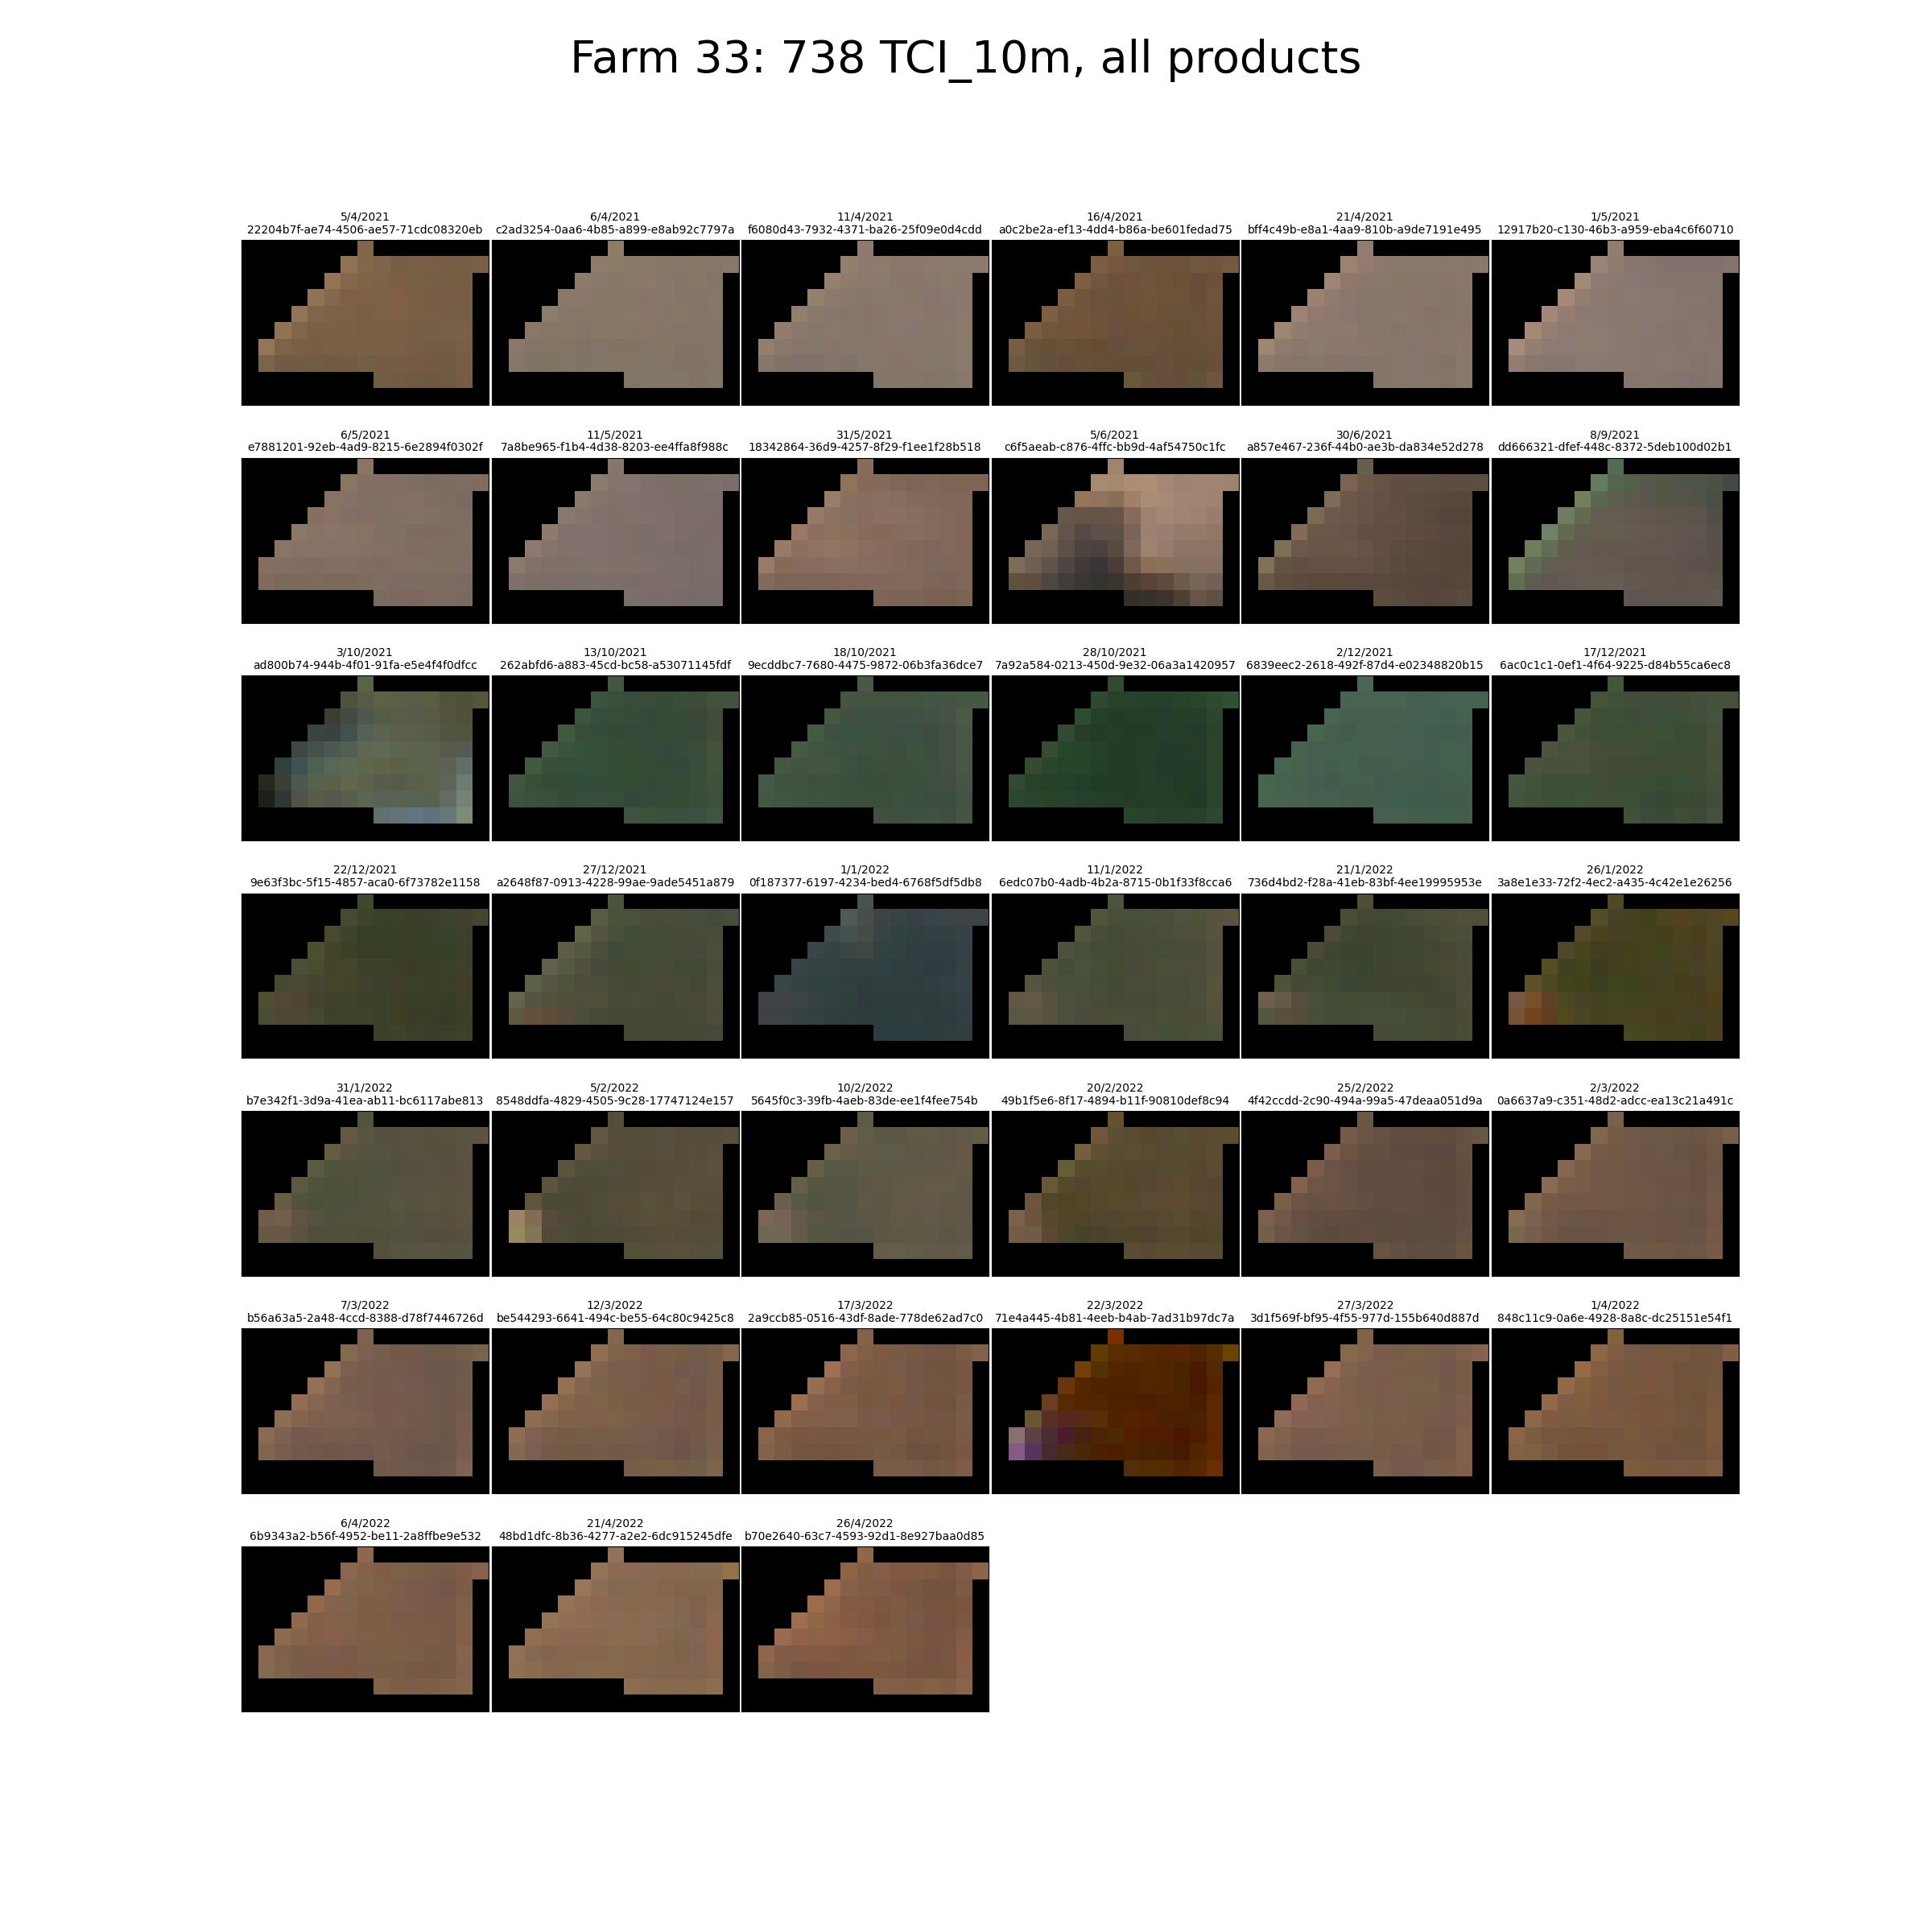 Farm 33: 738 TCI_10m, all products
5/4/2021 6/4/2021 11/4/2021 16/4/2021 21/4/2021 1/5/2021
22204b7f-ae74-4506-ae57-71cdc08320eb c2ad3254-0aa6-4b85-a899-e8ab92c7797a f6080d43-7932-4371-ba26-25f09e0d4cdd a0c2be2a-ef13-4dd4-b86a-be601fedad75 bff4c49b-e8a1-4aa9-810b-a9de7191e495 12917b20-c130-46b3-a959-eba4c6f60710
6/5/2021 11/5/2021 31/5/2021 5/6/2021 30/6/2021 8/9/2021
e7881201-92eb-4ad9-8215-6e2894f0302f 7a8be965-f1b4-4d38-8203-ee4ffa8f988c 18342864-36d9-4257-8f29-f1ee1f28b518 c6f5aeab-c876-4ffc-bb9d-4af54750c1fc a857e467-236f-44b0-ae3b-da834e52d278 dd666321-dfef-448c-8372-5deb100d02b1
3/10/2021 13/10/2021 18/10/2021 28/10/2021 2/12/2021 17/12/2021
ad800b74-944b-4f01-91fa-e5e4f4f0dfcc 262abfd6-a883-45cd-bc58-a53071145fdf 9ecddbc7-7680-4475-9872-06b3fa36dce7 7a92a584-0213-450d-9e32-06a3a1420957 6839eec2-2618-492f-87d4-e02348820b15 6ac0c1c1-0ef1-4f64-9225-d84b55ca6ec8
22/12/2021 27/12/2021 1/1/2022 11/1/2022 21/1/2022 26/1/2022
9e63f3bc-5f15-4857-aca0-6f73782e1158 a2648f87-0913-4228-99ae-9ade5451a879 0f187377-6197-4234-bed4-6768f5df5db8 6edc07b0-4adb-4b2a-8715-0b1f33f8cca6 736d4bd2-f28a-41eb-83bf-4ee19995953e 3a8e1e33-72f2-4ec2-a435-4c42e1e26256
31/1/2022 5/2/2022 10/2/2022 20/2/2022 25/2/2022 2/3/2022
b7e342f1-3d9a-41ea-ab11-bc6117abe813 8548ddfa-4829-4505-9c28-17747124e157 5645f0c3-39fb-4aeb-83de-ee1f4fee754b 49b1f5e6-8f17-4894-b11f-90810def8c94 4f42ccdd-2c90-494a-99a5-47deaa051d9a 0a6637a9-c351-48d2-adcc-ea13c21a491c
7/3/2022 12/3/2022 17/3/2022 22/3/2022 27/3/2022 1/4/2022
b56a63a5-2a48-4ccd-8388-d78f7446726d be544293-6641-494c-be55-64c80c9425c8 2a9ccb85-0516-43df-8ade-778de62ad7c0 71e4a445-4b81-4eeb-b4ab-7ad31b97dc7a 3d1f569f-bf95-4f55-977d-155b640d887d 848c11c9-0a6e-4928-8a8c-dc25151e54f1
6/4/2022 21/4/2022 26/4/2022
6b9343a2-b56f-4952-be11-2a8ffbe9e532 48bd1dfc-8b36-4277-a2e2-6dc915245dfe b70e2640-63c7-4593-92d1-8e927baa0d85